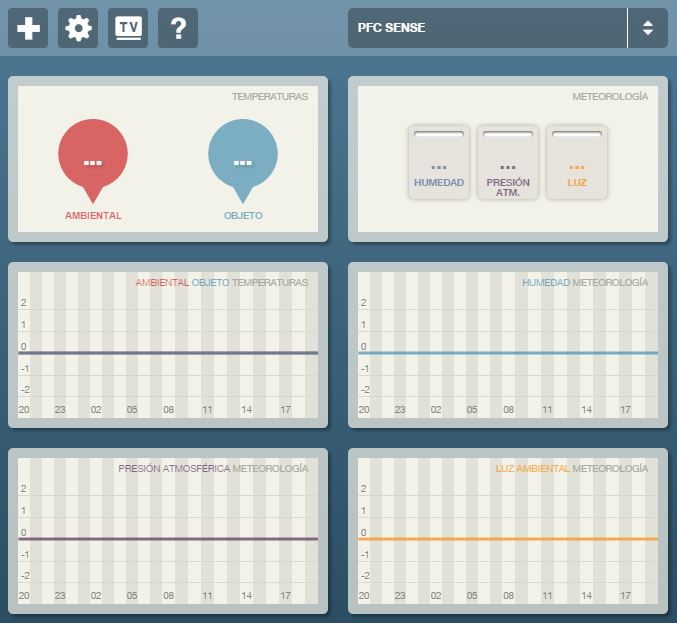 TV
?
PFC SENSE
TEMPERATURAS
...
AMBIENTAL
...
OBJETO
METEOROLOGÍA
...
HUMEDAD
...
PRESIÓN
ATM.
...
LUZ
AMBIENTAL OBJETO TEMPERATURAS
2
1
0
-1
-2
20 23 02 05 08 11 14 17
HUMEDAD METEOROLOGÍA
2
1
0
-1
-2
20 23 02 05 08 11 14 17
PRESIÓN ATMOSFÉRICA METEOROLOGÍA
2
1
0
-1
-2
20 23 02 05 08 11 14 17
LUZ AMBIENTAL METEOROLOGÍA
2
1
0
-1
-2
20 23 02 05 08 11 14 17